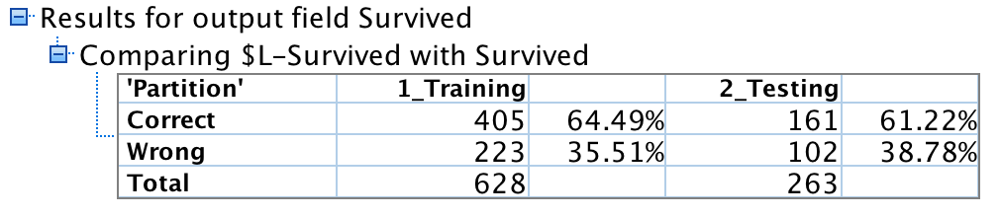 Results for output field Survived
Comparing $L-Survived with Survived
'Partition' 1_Training 2_Testing
Correct 405 64.49% 161 61.22%
Wrong 223 35.51% 102 38.78%
Total 628 263